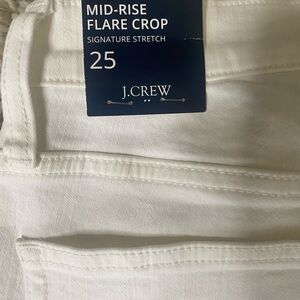 MID-RISE
FLARE CROP
SIGNATURE STRETCH
25
J.CREW